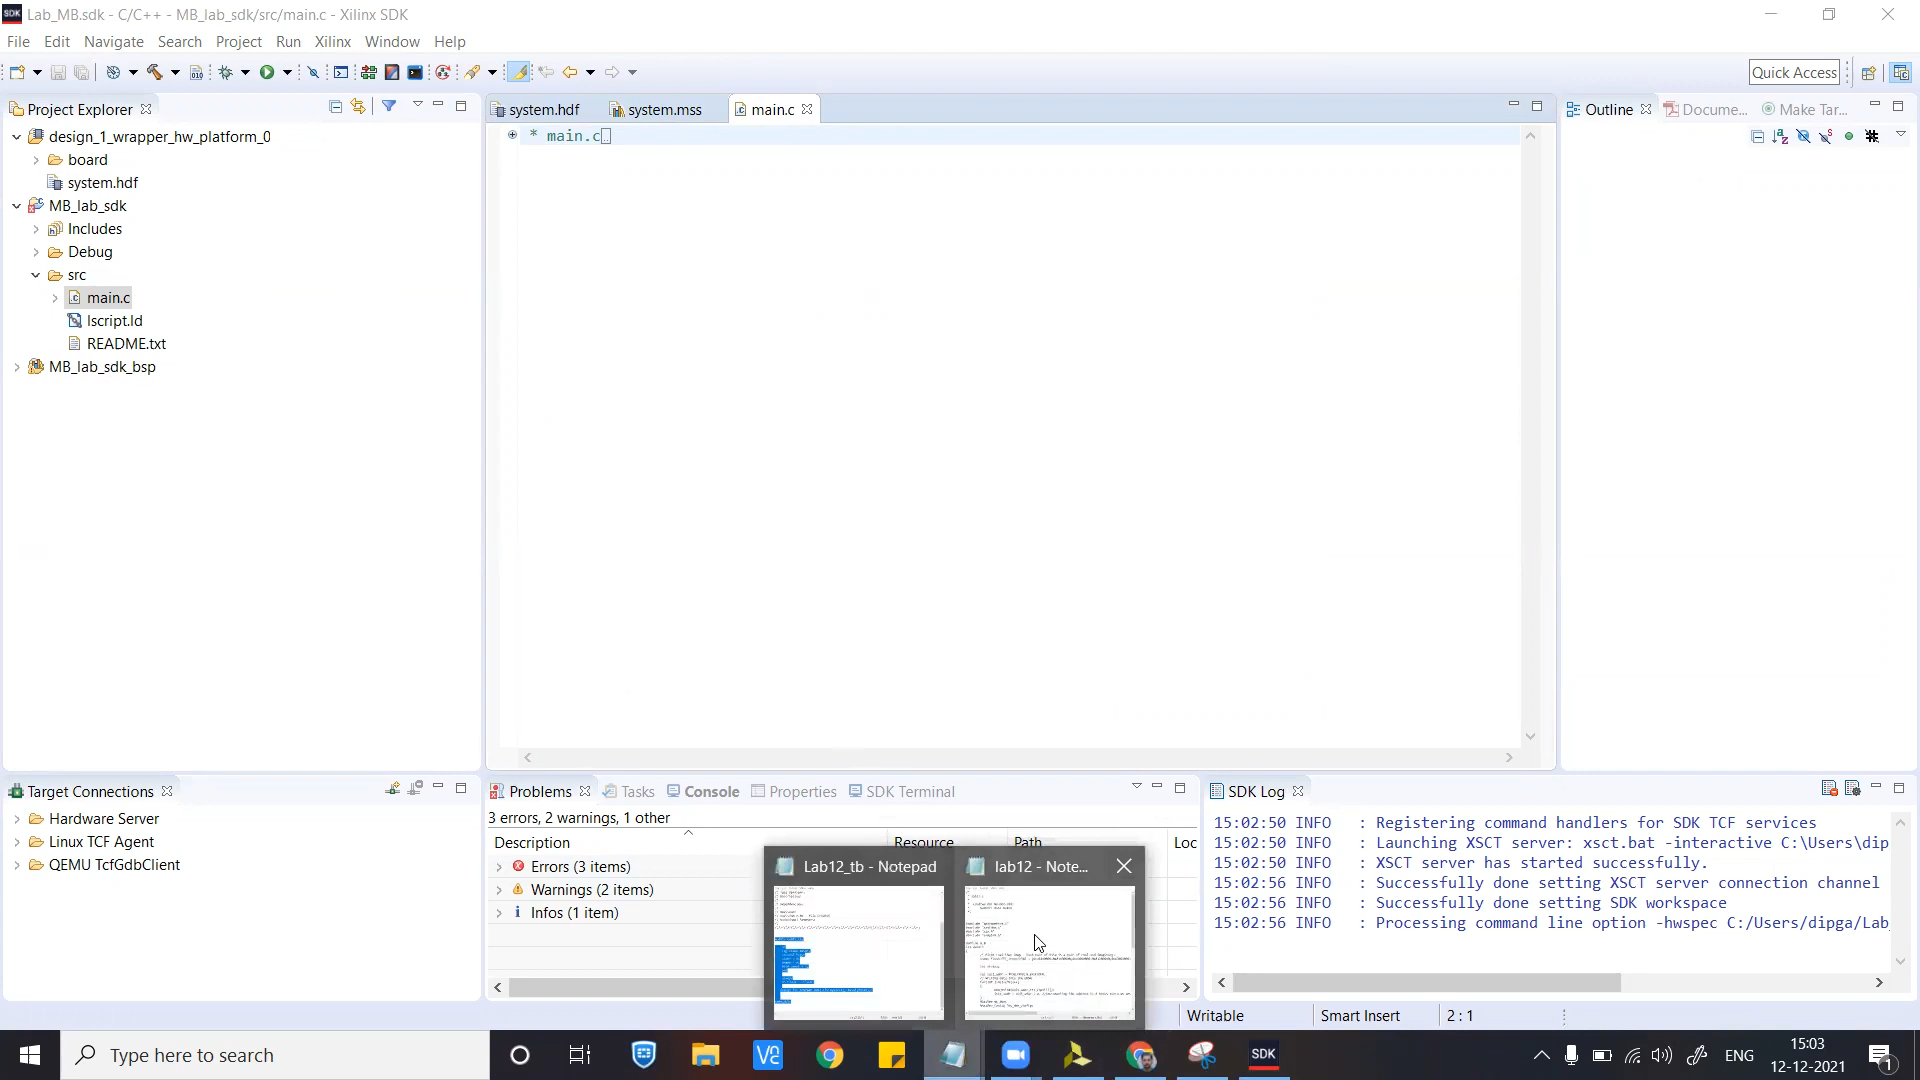 Lab_MB.sdk - C/C++ - MB_lab_sdk/src/main.c - Xilinx SDK
File Edit Navigate Search Project Run Xilinx Window Help
Quick Access
Project Explorer
design_1_wrapper_hw_platform_0
board
system.hdf
MB_lab_sdk
Includes
Debug
src
main.c
lscript.ld
README.txt
MB_lab_sdk_bsp
system.hdf system.mss main.c
* main.c
Outline Docume... Make Tar...
Target Connections
Hardware Server
Linux TCF Agent
QEMU TcfGdbClient
Problems Tasks Console Properties SDK Terminal
3 errors, 2 warnings, 1 other
Description Resource Path Loc
Errors (3 items)
Warnings (2 items)
Infos (1 item)
SDK Log
15:02:50 INFO : Registering command handlers for SDK TCF services
15:02:50 INFO : Launching XSCT server: xsct.bat -interactive C:\Users\dip
15:02:50 INFO : XSCT server has started successfully.
15:02:56 INFO : Successfully done setting XSCT server connection channel
15:02:56 INFO : Successfully done setting SDK workspace
15:02:56 INFO : Processing command line option -hwspec C:/Users/dipga/Lab_
Lab12_tb - Notepad
lab12 - Note...
Writable Smart Insert 2 : 1
Type here to search
SDK
ENG
15:03
12-12-2021
1